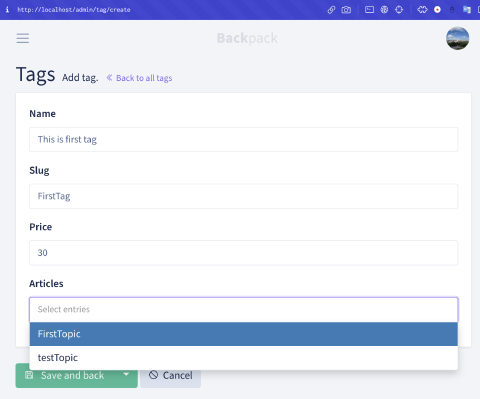 http://localhost/admin/tag/create
Backpack
Tags Add tag. « Back to all tags
Name
This is first tag
Slug
FirstTag
Price
30
Articles
Select entries
FirstTopic
testTopic
Save and back Cancel